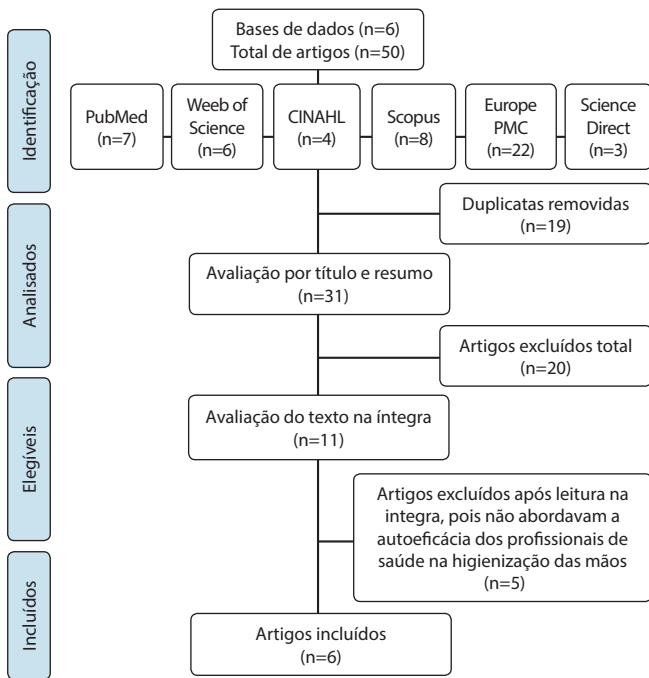 Identificação
Bases de dados (n=6)
Total de artigos (n=50)
PubMed
(n=7)
Weeb of
Science
(n=6)
CINAHL
(n=4)
Scopus
(n=8)
Europe
PMC
(n=22)
Science
Direct
(n=3)
Duplicatas removidas
(n=19)
Analisados
Avaliação por título e resumo
(n=31)
Artigos excluídos total
(n=20)
Elegíveis
Avaliação do texto na íntegra
(n=11)
Artigos excluídos após leitura na
integra, pois não abordavam a
autoeficácia dos profissionais de
saúde na higienização das mãos
(n=5)
Incluídos
Artigos incluídos
(n=6)